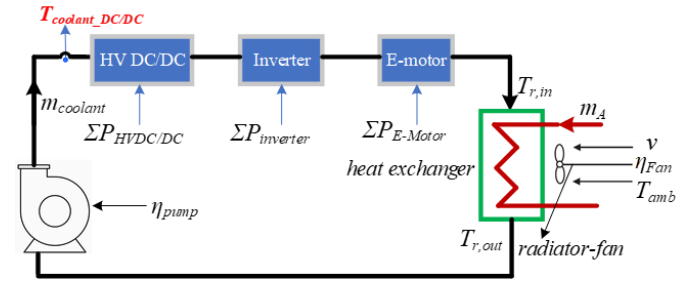 T_coolant_DC/DC
HV DC/DC
Inverter
E-motor
m_coolant
ΣP_HVDC/DC
ΣP_inverter
ΣP_E-Motor
T_r,in
m_A
heat exchanger
v
η_Fan
T_amb
η_pump
T_r,out
radiator-fan